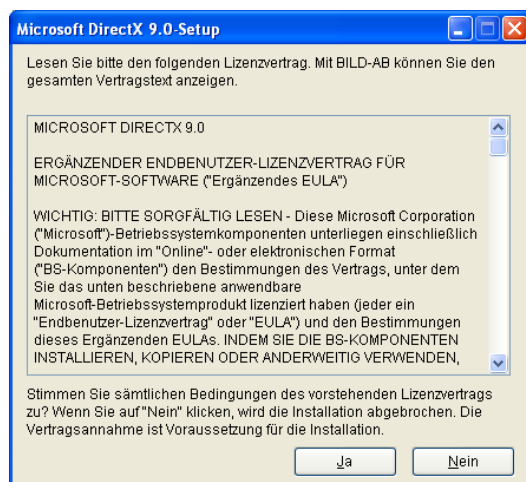 Microsoft DirectX 9.0-Setup
Lesen Sie bitte den folgenden Lizenzvertrag. Mit BILD-AB können Sie den
gesamten Vertragstext anzeigen.
MICROSOFT DIRECTX 9.0
ERGÄNZENDER ENDBENUTZER-LIZENZVERTRAG FÜR
MICROSOFT-SOFTWARE ("Ergänzendes EULA")
WICHTIG: BITTE SORGFÄLTIG LESEN - Diese Microsoft Corporation
("Microsoft")-Betriebssystemkomponenten unterliegen einschließlich
Dokumentation im "Online"- oder elektronischen Format
("BS-Komponenten") den Bestimmungen des Vertrags, unter dem
Sie das unten beschriebene anwendbare
Microsoft-Betriebssystemprodukt lizenziert haben (jeder ein
"Endbenutzer-Lizenzvertrag" oder "EULA") und den Bestimmungen
dieses Ergänzenden EULAs. INDEM SIE DIE BS-KOMPONENTEN
INSTALLIEREN, KOPIEREN ODER ANDERWEITIG VERWENDEN,
Stimmen Sie sämtlichen Bedingungen des vorstehenden Lizenzvertrags
zu? Wenn Sie auf "Nein" klicken, wird die Installation abgebrochen. Die
Vertragsannahme ist Voraussetzung für die Installation.
Ja
Nein